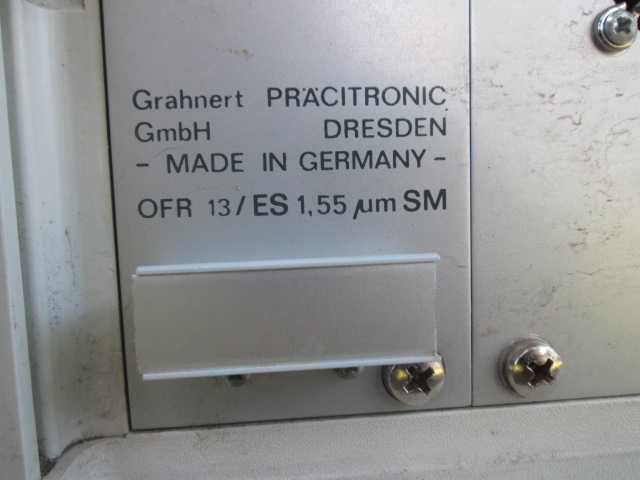 Grahnert PRÄCITRONIC
GmbH DRESDEN
- MADE IN GERMANY -
OFR 13/ES 1,55 µm SM